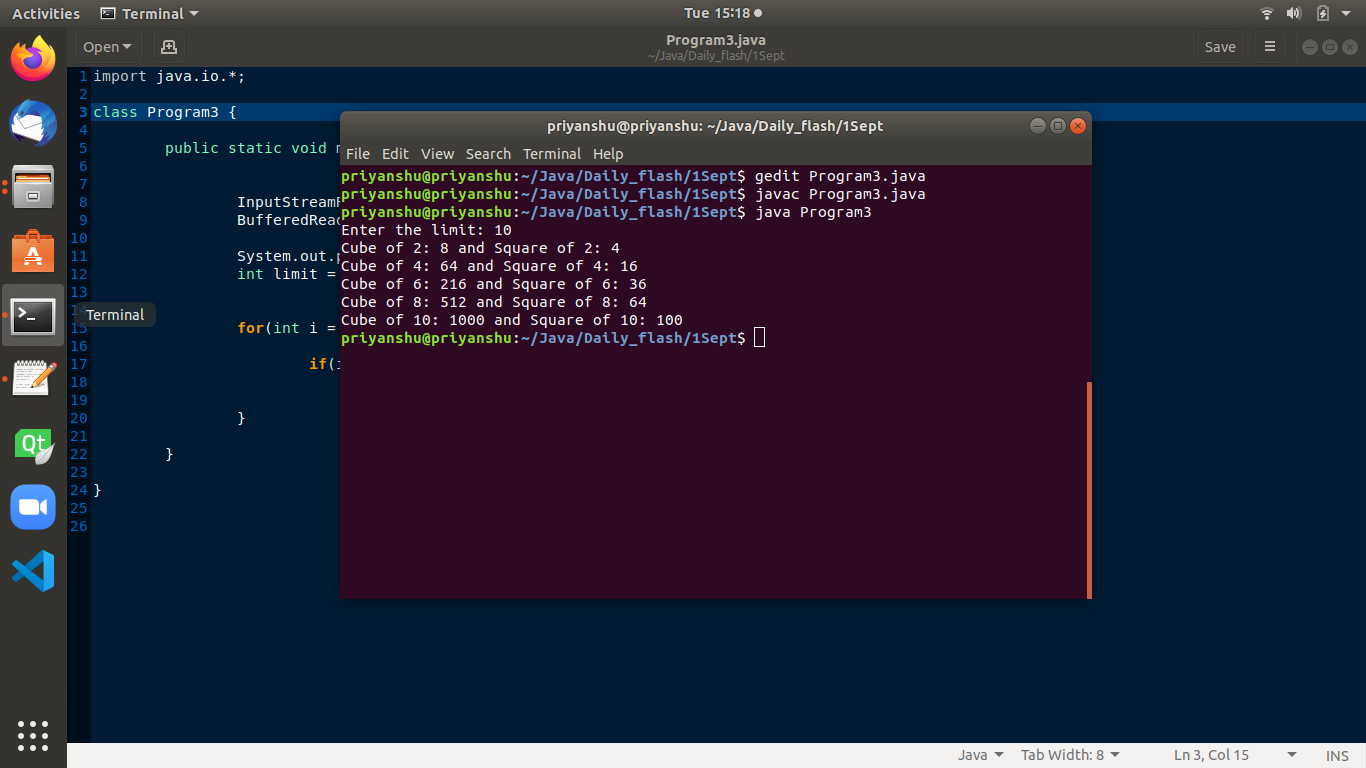 Activities Terminal Tue 15:18
Open Program3.java Save
~/Java/Daily_flash/1Sept
1 import java.io.*;
2
3 class Program3 {
4
5 public static void
6
7
8 InputStream
9 BufferedRea
10
11 System.out.
12 int limit =
13
14
15 for(int i =
16
17 if(
18
19
20 }
21
22 }
23
24 }
25
26
Terminal
priyanshu@priyanshu: ~/Java/Daily_flash/1Sept
File Edit View Search Terminal Help
priyanshu@priyanshu:~/Java/Daily_flash/1Sept$ gedit Program3.java
priyanshu@priyanshu:~/Java/Daily_flash/1Sept$ javac Program3.java
priyanshu@priyanshu:~/Java/Daily_flash/1Sept$ java Program3
Enter the limit: 10
Cube of 2: 8 and Square of 2: 4
Cube of 4: 64 and Square of 4: 16
Cube of 6: 216 and Square of 6: 36
Cube of 8: 512 and Square of 8: 64
Cube of 10: 1000 and Square of 10: 100
priyanshu@priyanshu:~/Java/Daily_flash/1Sept$
Qt
Java Tab Width: 8 Ln 3, Col 15 INS